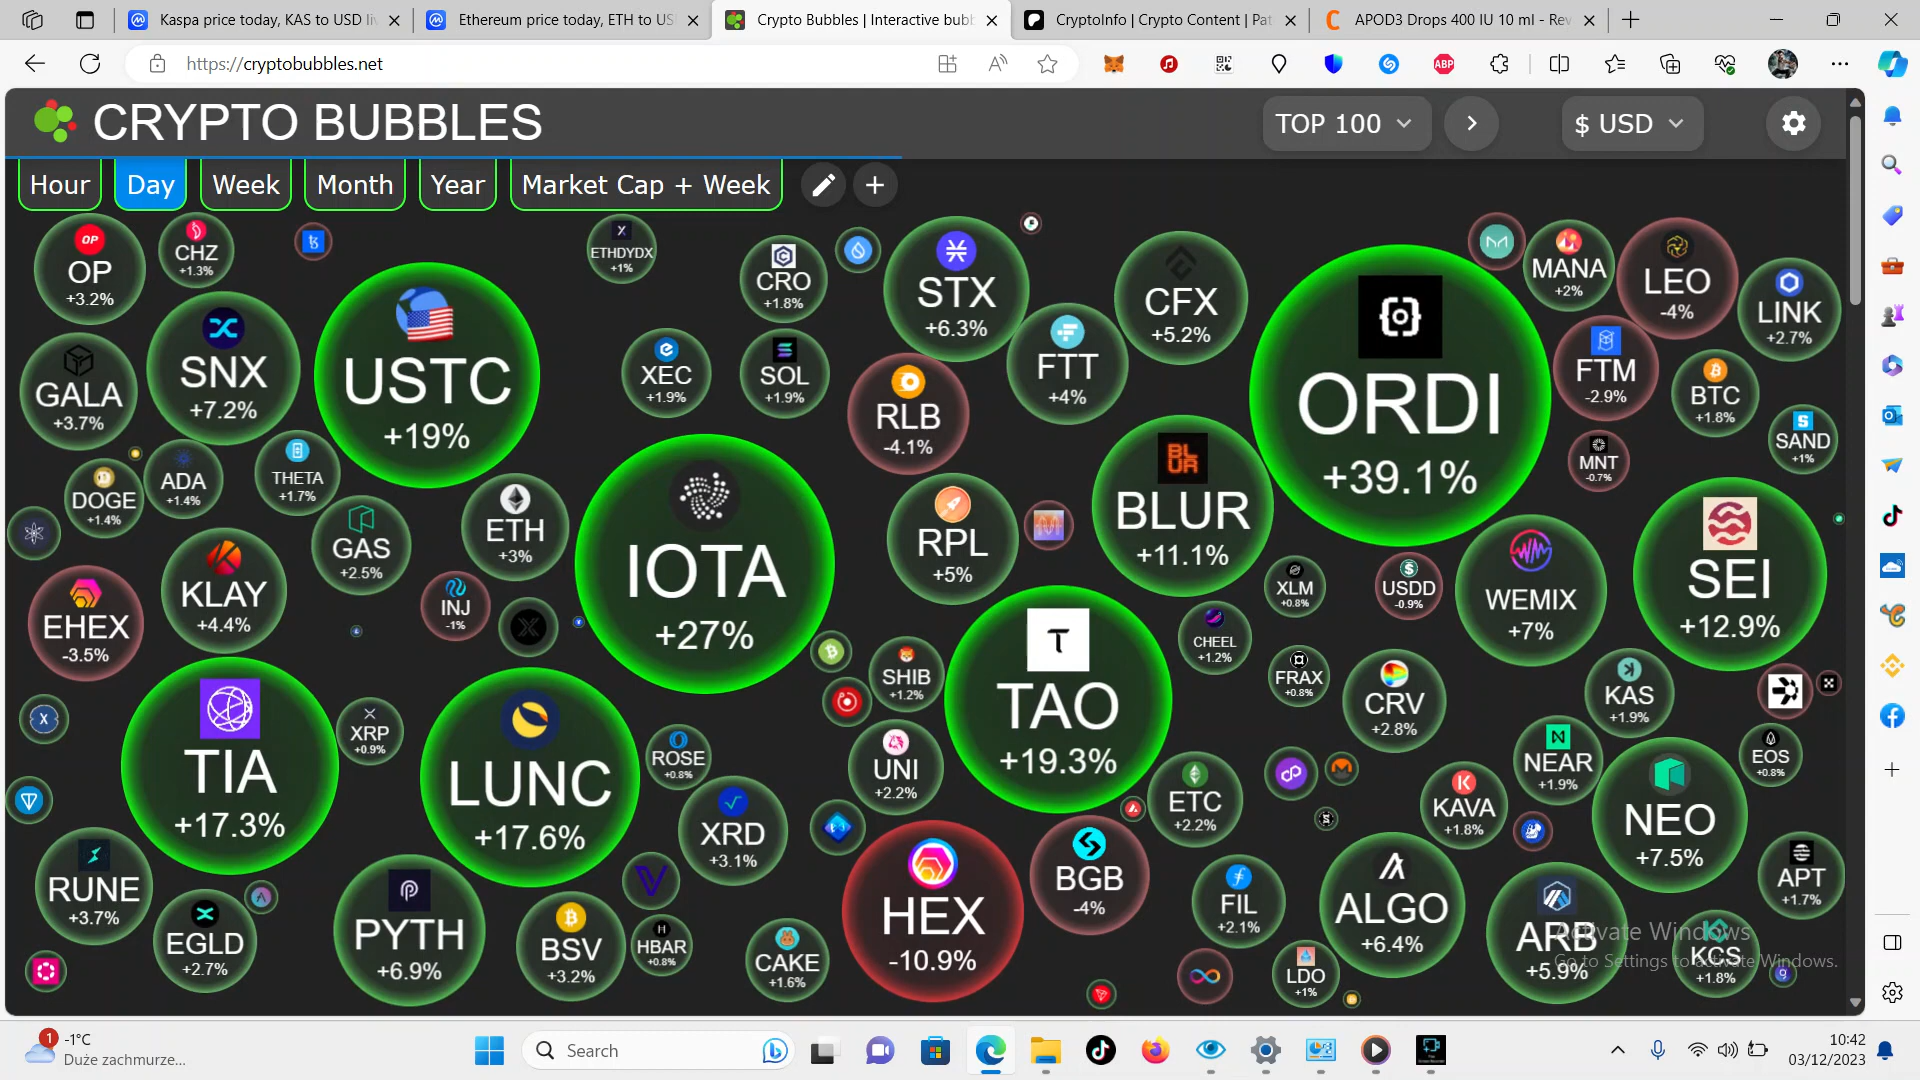 Kaspa price today, KAS to USD li
Ethereum price today, ETH to US
Crypto Bubbles | Interactive bubb
CryptoInfo | Crypto Content | Pat
APOD3 Drops 400 IU 10 ml - Rev
https://cryptobubbles.net
ABP
CRYPTO BUBBLES
TOP 100
$ USD
Hour
Day
Week
Month
Year
Market Cap + Week
OP
OP
+3.2%
CHZ
+1.3%
ETHDYDX
+1%
CRO
+1.8%
STX
+6.3%
CFX
+5.2%
ORDI
+39.1%
MANA
+2%
LEO
-4%
LINK
+2.7%
GALA
+3.7%
SNX
+7.2%
USTC
+19%
XEC
+1.9%
SOL
+1.9%
RLB
-4.1%
FTT
+4%
FTM
-2.9%
BTC
+1.8%
SAND
+1%
DOGE
+1.4%
ADA
+1.4%
THETA
+1.7%
GAS
+2.5%
ETH
+3%
IOTA
+27%
RPL
+5%
BLUR
BLUR
+11.1%
MNT
-0.7%
SEI
+12.9%
EHEX
-3.5%
KLAY
+4.4%
INJ
-1%
XLM
+0.8%
USDD
-0.9%
WEMIX
+7%
CHEEL
+1.2%
FRAX
+0.8%
SHIB
+1.2%
TAO
+19.3%
CRV
+2.8%
KAS
+1.9%
TIA
+17.3%
XRP
+0.9%
LUNC
+17.6%
ROSE
+0.8%
UNI
+2.2%
ETC
+2.2%
NEAR
+1.9%
EOS
+0.8%
XRD
+3.1%
KAVA
+1.8%
NEO
+7.5%
RUNE
+3.7%
EGLD
+2.7%
PYTH
+6.9%
BSV
+3.2%
HBAR
+0.8%
CAKE
+1.6%
HEX
-10.9%
BGB
-4%
FIL
+2.1%
LDO
+1%
ALGO
+6.4%
ARB
+5.9%
KCS
+1.8%
APT
+1.7%
Activate Windows
Go to Settings to activate Windows.
1
-1°C
Duże zachmurze...
Search
10:42
03/12/2023